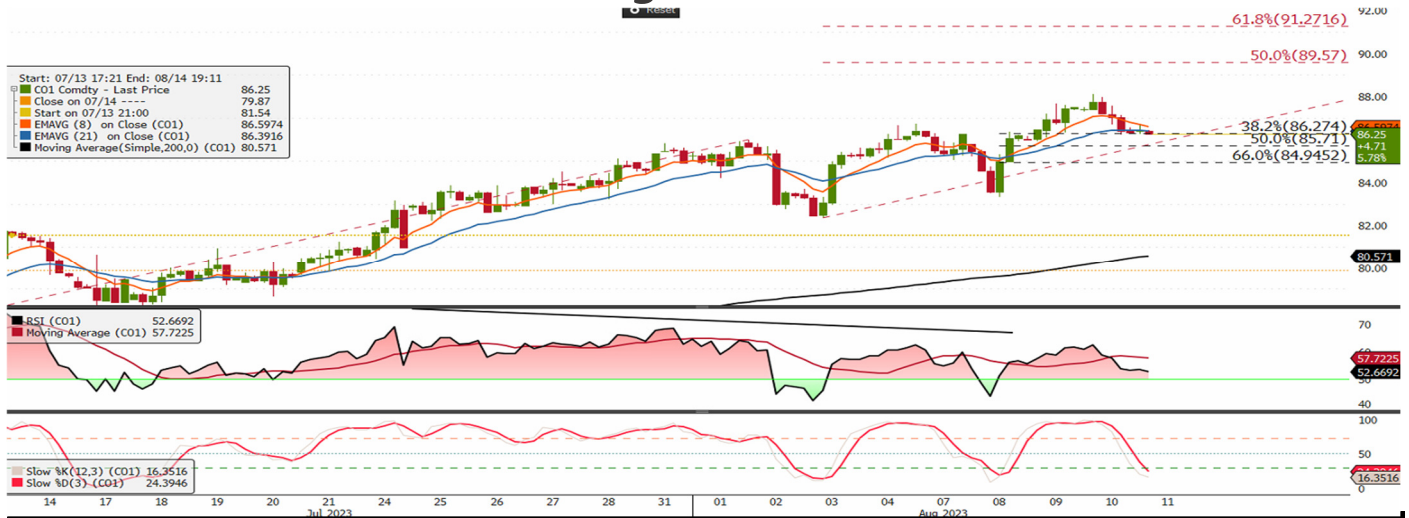 Reset
92.00
61.8%(91.2716)
90.00
50.0%(89.57)
88.00
Start: 07/13 17:21 End: 08/14 19:11
CO1 Comdty - Last Price 86.25
Close on 07/14 ---- 79.87
Start on 07/13 21:00 81.54
EMAVG (8) on Close (CO1) 86.5974
EMAVG (21) on Close (CO1) 86.3916
Moving Average(Simple,200,0) (CO1) 80.571
38.2%(86.274)
86.25
+4.71
5.78%
50.0%(85.71)
66.0%(84.9452)
84.00
82.00
80.571
80.00
RSI (CO1) 52.6692
Moving Average (CO1) 57.7225
70
60
57.7225
52.6692
50
40
100
50
Slow %K(12,3) (CO1) 16.3516
Slow %D(3) (CO1) 24.3946
16.3516
0
14 17 18 19 20 21 24 25 26 27 28 31 01 02 03 04 07 08 09 10 11
Jul 2023 Aug 2023